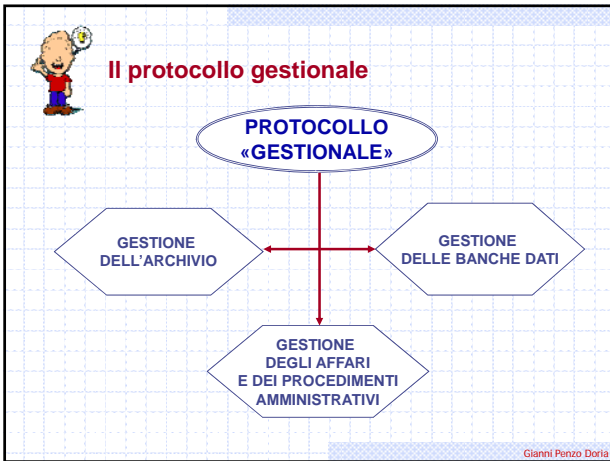 Il protocollo gestionale
PROTOCOLLO
«GESTIONALE»
GESTIONE
DELL'ARCHIVIO
GESTIONE
DELLE BANCHE DATI
GESTIONE
DEGLI AFFARI
E DEI PROCEDIMENTI
AMMINISTRATIVI
Gianni Penzo Doria